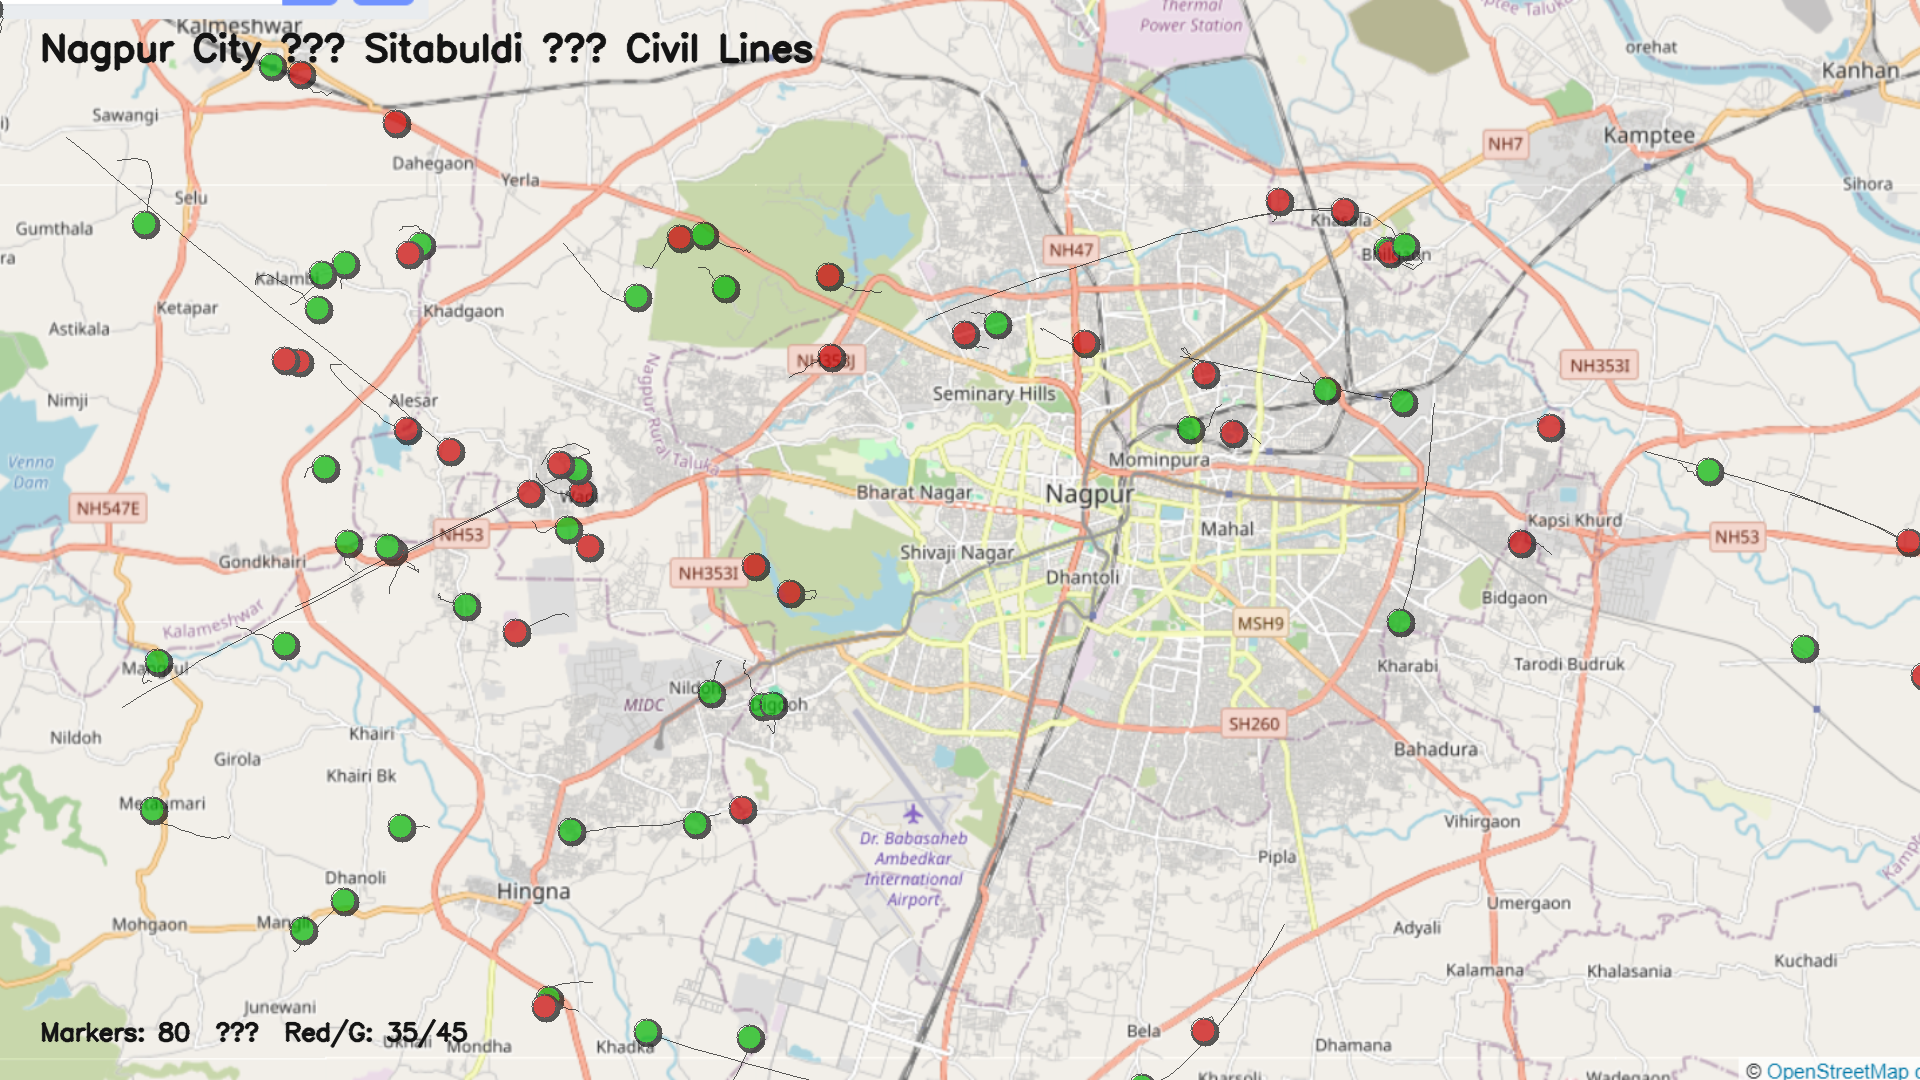 Kalmeshwar
Thermal
Power Station
orehat
Kanhan
Nagpur City ??? Sitabuldi ??? Civil Lines
Sawangi
Dahegaon
Yerla
NH7
Kamptee
Selu
Sihora
Gumthala
Khasala
NH47
Kalambi
Bhilgaon
Ketapar
Khadgaon
Astikala
NH353J
NH353I
Nagpur Rural Taluka
Seminary Hills
Nimji
Alesar
Mominpura
Venna
Dam
Bharat Nagar
Nagpur
Wadi
NH547E
NH53
Mahal
Kapsi Khurd
NH53
Gondkhairi
Shivaji Nagar
NH353I
Dhantoli
Bidgaon
Kalameshwar
MSH9
Mangrul
Kharabi
Tarodi Budruk
Nildoh
Digdoh
MIDC
SH260
Nildoh
Khairi
Bahadura
Girola
Khairi Bk
Metaumari
Vihirgaon
Dr. Babasaheb
Ambedkar
International
Airport
Pipla
Dhanoli
Hingna
Umergaon
Mohgaon
Adyali
Kalamana
Khalasania
Kuchadi
Junewani
Markers: 80 ??? Red/G: 35/45
Mondha
Khadka
Bela
Dhamana
Kharsoli
Wadegaon
© OpenStreetMap